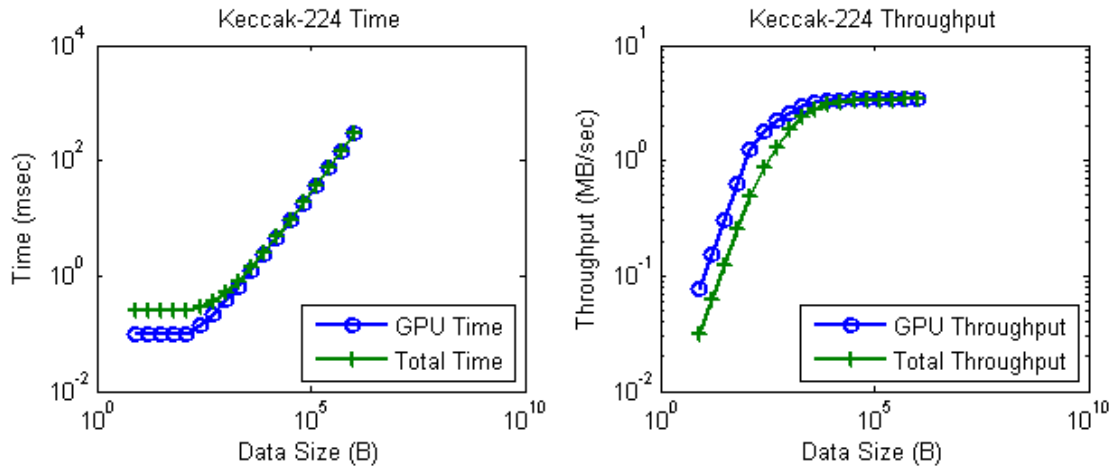 Keccak-224 Time
10^4
10^2
10^0
10^-2
Time (msec)
GPU Time
Total Time
10^0
10^5
10^10
Data Size (B)
Keccak-224 Throughput
10^1
10^0
10^-1
10^-2
Throughput (MB/sec)
GPU Throughput
Total Throughput
10^0
10^5
10^10
Data Size (B)